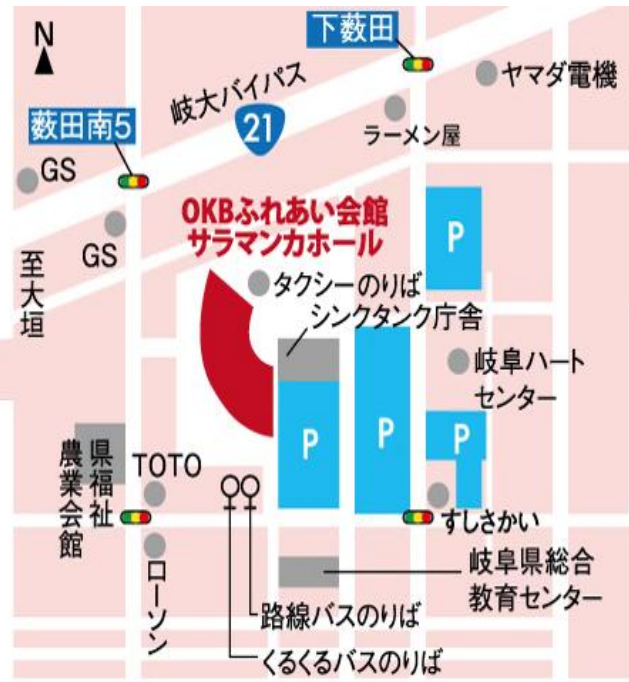 N
下薮田
ヤマダ電機
岐大バイパス
21
ラーメン屋
薮田南5
GS
GS
至大垣
OKBふれあい会館
サラマンカホール
P
タクシーのりば
シンクタンク庁舎
岐阜ハート
センター
P
P
P
県福祉
農業会館
TOTO
すしさかい
ローソン
岐阜県総合
教育センター
路線バスのりば
くるくるバスのりば